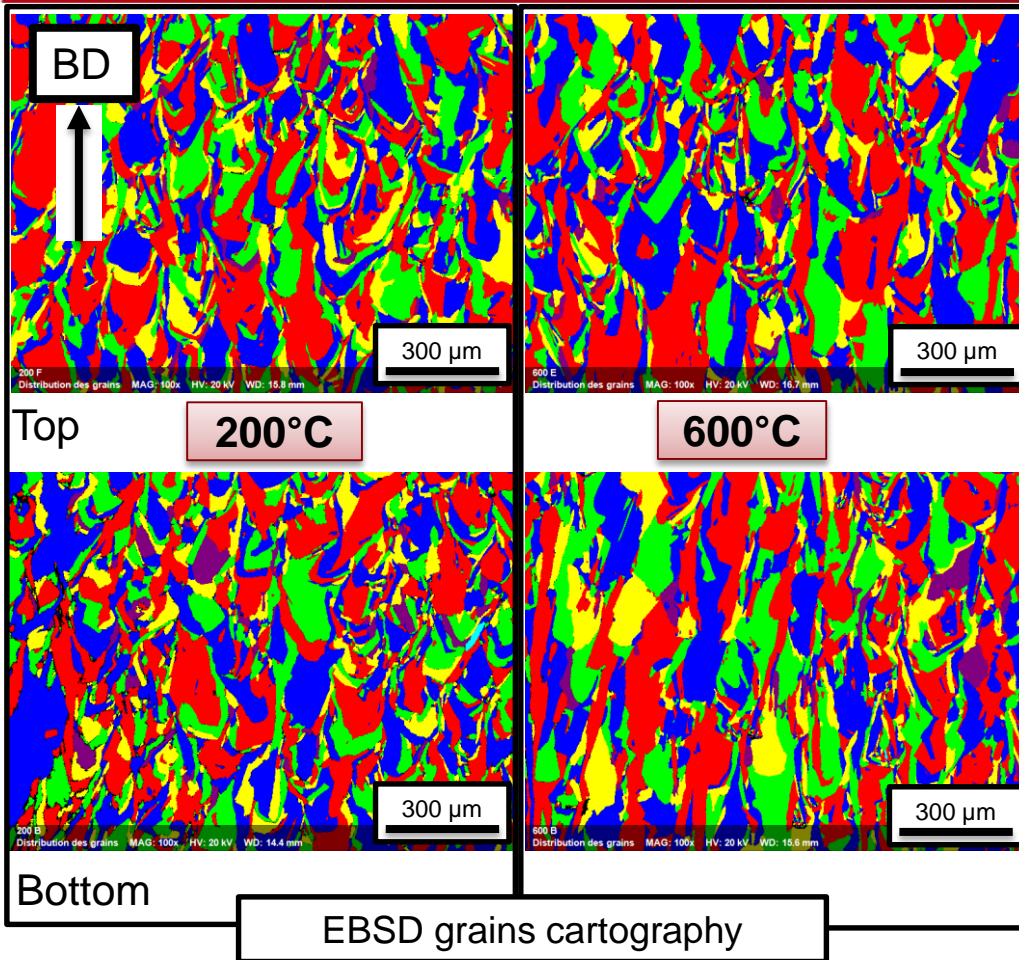 BD
300 µm
300 µm
200 F
Distribution des grains MAG: 100x HV: 20 kV WD: 15.8 mm
600 E
Distribution des grains MAG: 100x HV: 20 kV WD: 16.7 mm
Top
200°C
600°C
300 µm
300 µm
200 B
Distribution des grains MAG: 100x HV: 20 kV WD: 14.4 mm
600 B
Distribution des grains MAG: 100x HV: 20 kV WD: 15.6 mm
Bottom
EBSD grains cartography